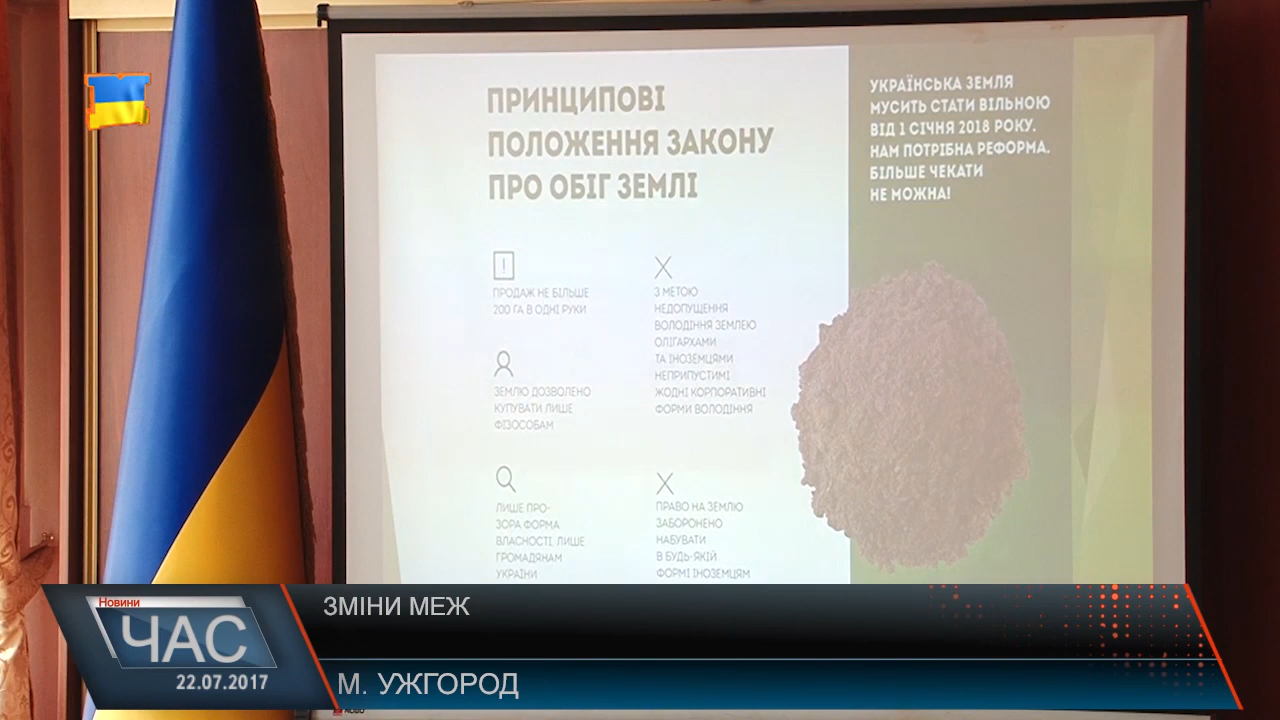 ПРИНЦИПОВІ
ПОЛОЖЕННЯ ЗАКОНУ
ПРО ОБІГ ЗЕМЛІ
УКРАЇНСЬКА ЗЕМЛЯ
МУСИТЬ СТАТИ ВІЛЬНОЮ
ВІД 1 СІЧНЯ 2018 РОКУ.
НАМ ПОТРІБНА РЕФОРМА.
БІЛЬШЕ ЧЕКАТИ
НЕ МОЖНА!
ПРОДАЖ НЕ БІЛЬШЕ
200 ГА В ОДНІ РУКИ
ЗЕМЛЮ ДОЗВОЛЕНО
КУПУВАТИ ЛИШЕ
ФІЗОСОБАМ
ЛИШЕ ПРО-
ЗОРА ФОРМА
ВЛАСНОСТІ, ЛИШЕ
ГРОМАДЯНАМ
УКРАЇНИ
З МЕТОЮ
НЕДОПУЩЕННЯ
ВОЛОДІННЯ ЗЕМЛЕЮ
ОЛІГАРХАМИ
ТА ІНОЗЕМЦЯМИ
НЕПРИПУСТИМІ
ЖОДНІ КОРПОРАТИВНІ
ФОРМИ ВОЛОДІННЯ
ПРАВО НА ЗЕМЛЮ
ЗАБОРОНЕНО
НАБУВАТИ
В БУДЬ-ЯКІЙ
ФОРМІ ІНОЗЕМЦЯМ
Новини
ЧАС
22.07.2017
ЗМІНИ МЕЖ
М. УЖГОРОД